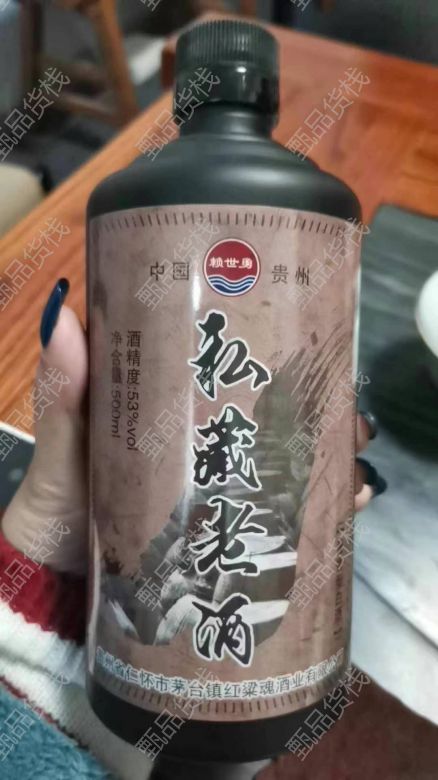 中国
赖世勇
贵州
私藏老酒
酒精度:53%vol
净含量:500ml
贵州省仁怀市茅台镇红粱魂酒业有限公司
甄品货栈